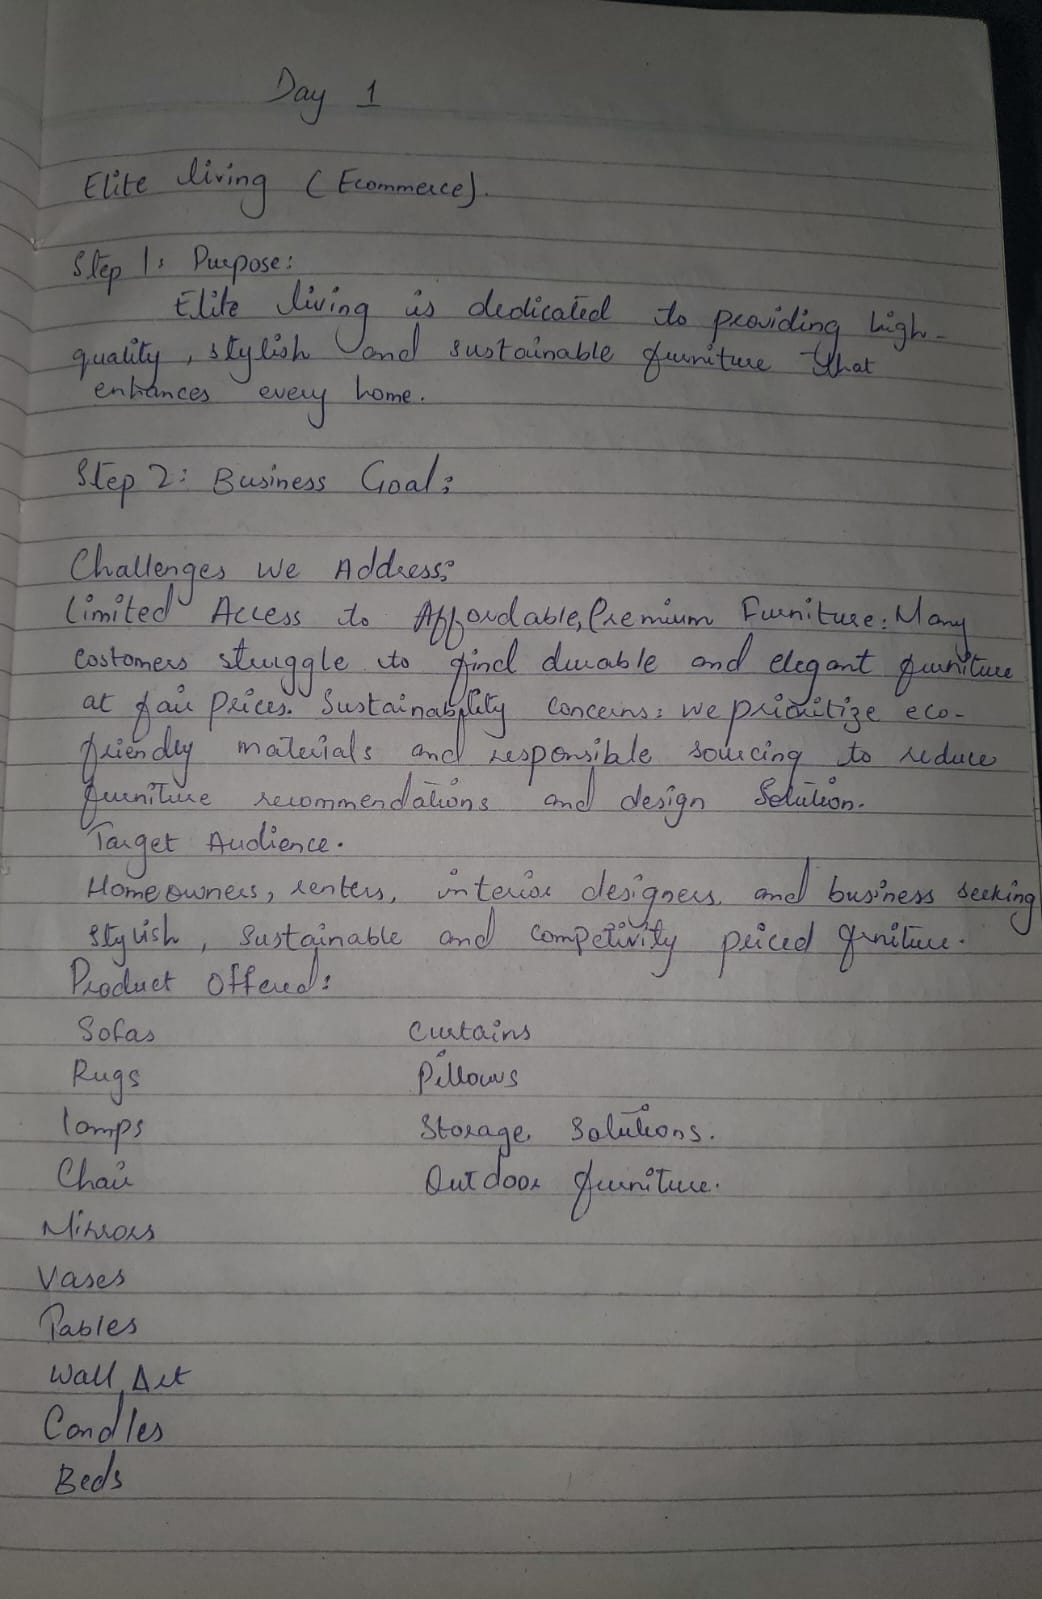 Day 1
Elite living (Ecommerce).
Step 1: Purpose:
Elite living is dedicated to providing high-
quality, stylish and sustainable furniture that
enhances every home.
Step 2: Business Goal:
Challenges we Address:
Limited Access to Affordable, Premium Furniture: Many
costomers struggle to find durable and elegant furniture
at fair prices. Sustainability concerns: we prioritize eco-
friendly materials and responsible sourcing to reduce
furniture recommendations and design Solution.
Target Audience.
Homeowners, renters, interior designers, and business seeking
stylish, Sustainable and competivity priced furniture.
Product Offered:
Sofas Curtains
Rugs Pillows
lamps Storage, Solutions.
Chair Outdoor furniture.
Mirrors
Vases
Tables
Wall Art
Candles
Beds